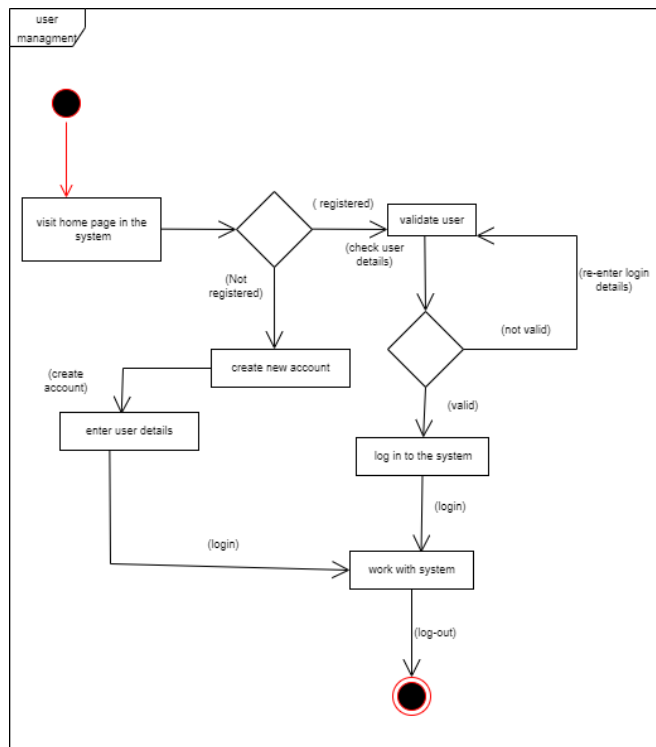 user
managment
visit home page in the
system
( registered)
validate user
(check user
details)
(re-enter login
details)
(Not
registered)
(not valid)
create new account
(create
account)
enter user details
(valid)
log in to the system
(login)
(login)
work with system
(log-out)